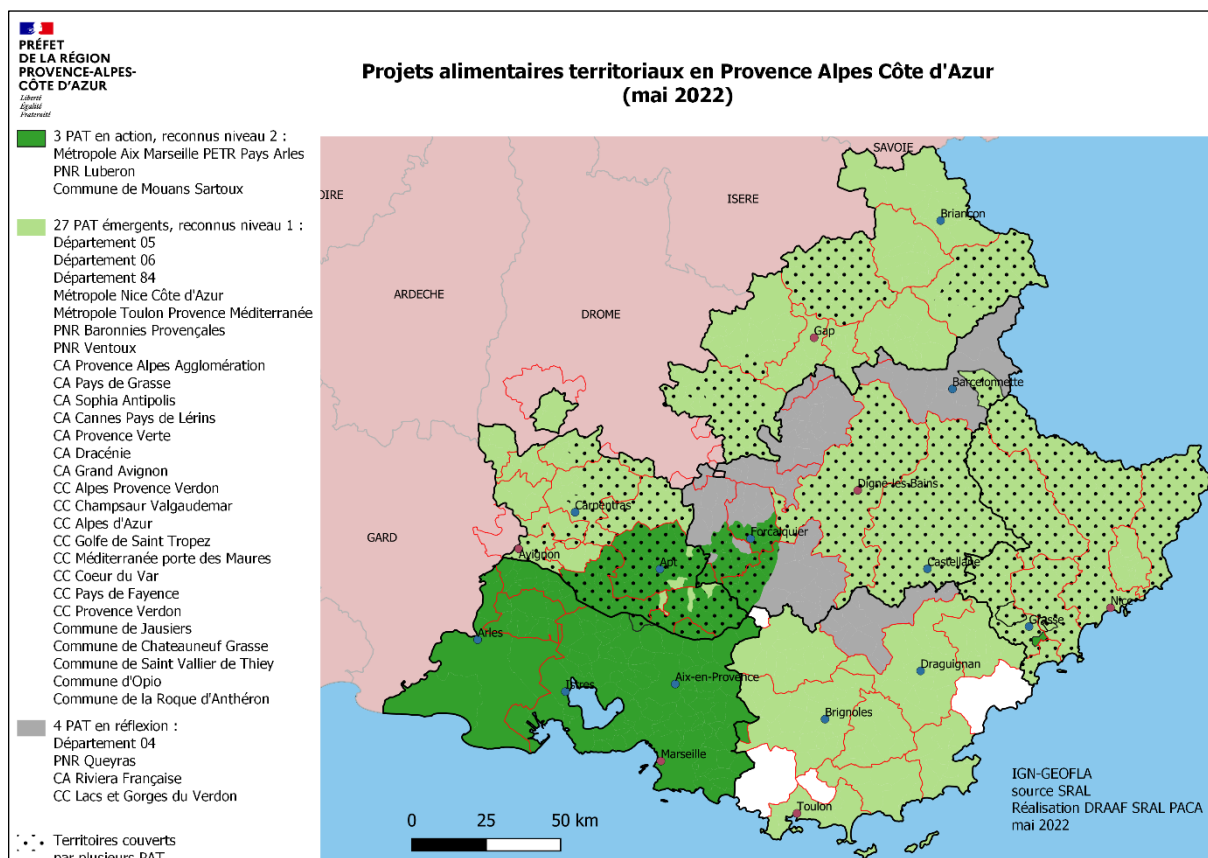 PRÉFET
DE LA RÉGION
PROVENCE-ALPES-
CÔTE D'AZUR
Liberté
Égalité
Fraternité
Projets alimentaires territoriaux en Provence Alpes Côte d'Azur
(mai 2022)
3 PAT en action, reconnus niveau 2 :
Métropole Aix Marseille PETR Pays Arles
PNR Luberon
Commune de Mouans Sartoux
27 PAT émergents, reconnus niveau 1 :
Département 05
Département 06
Département 84
Métropole Nice Côte d'Azur
Métropole Toulon Provence Méditerranée
PNR Baronnies Provençales
PNR Ventoux
CA Provence Alpes Agglomération
CA Pays de Grasse
CA Sophia Antipolis
CA Cannes Pays de Lérins
CA Provence Verte
CA Dracénie
CA Grand Avignon
CC Alpes Provence Verdon
CC Champsaur Valgaudemar
CC Alpes d'Azur
CC Golfe de Saint Tropez
CC Méditerranée porte des Maures
CC Coeur du Var
CC Pays de Fayence
CC Provence Verdon
Commune de Jausiers
Commune de Chateauneuf Grasse
Commune de Saint Vallier de Thiey
Commune d'Opio
Commune de la Roque d'Anthéron
4 PAT en réflexion :
Département 04
PNR Queyras
CA Riviera Française
CC Lacs et Gorges du Verdon
Territoires couverts
par plusieurs PAT
SAVOIE
OIRE
ISERE
Briançon
ARDECHE
DROME
Gap
Barcelonnette
Digne-les-Bains
Carpentras
GARD
Avignon
Forcalquier
Apt
Castellane
Nice
Grasse
Arles
Draguignan
Istres
Aix-en-Provence
Brignoles
Marseille
Toulon
IGN-GEOFLA
source SRAL
Réalisation DRAAF SRAL PACA
mai 2022
0 25 50 km